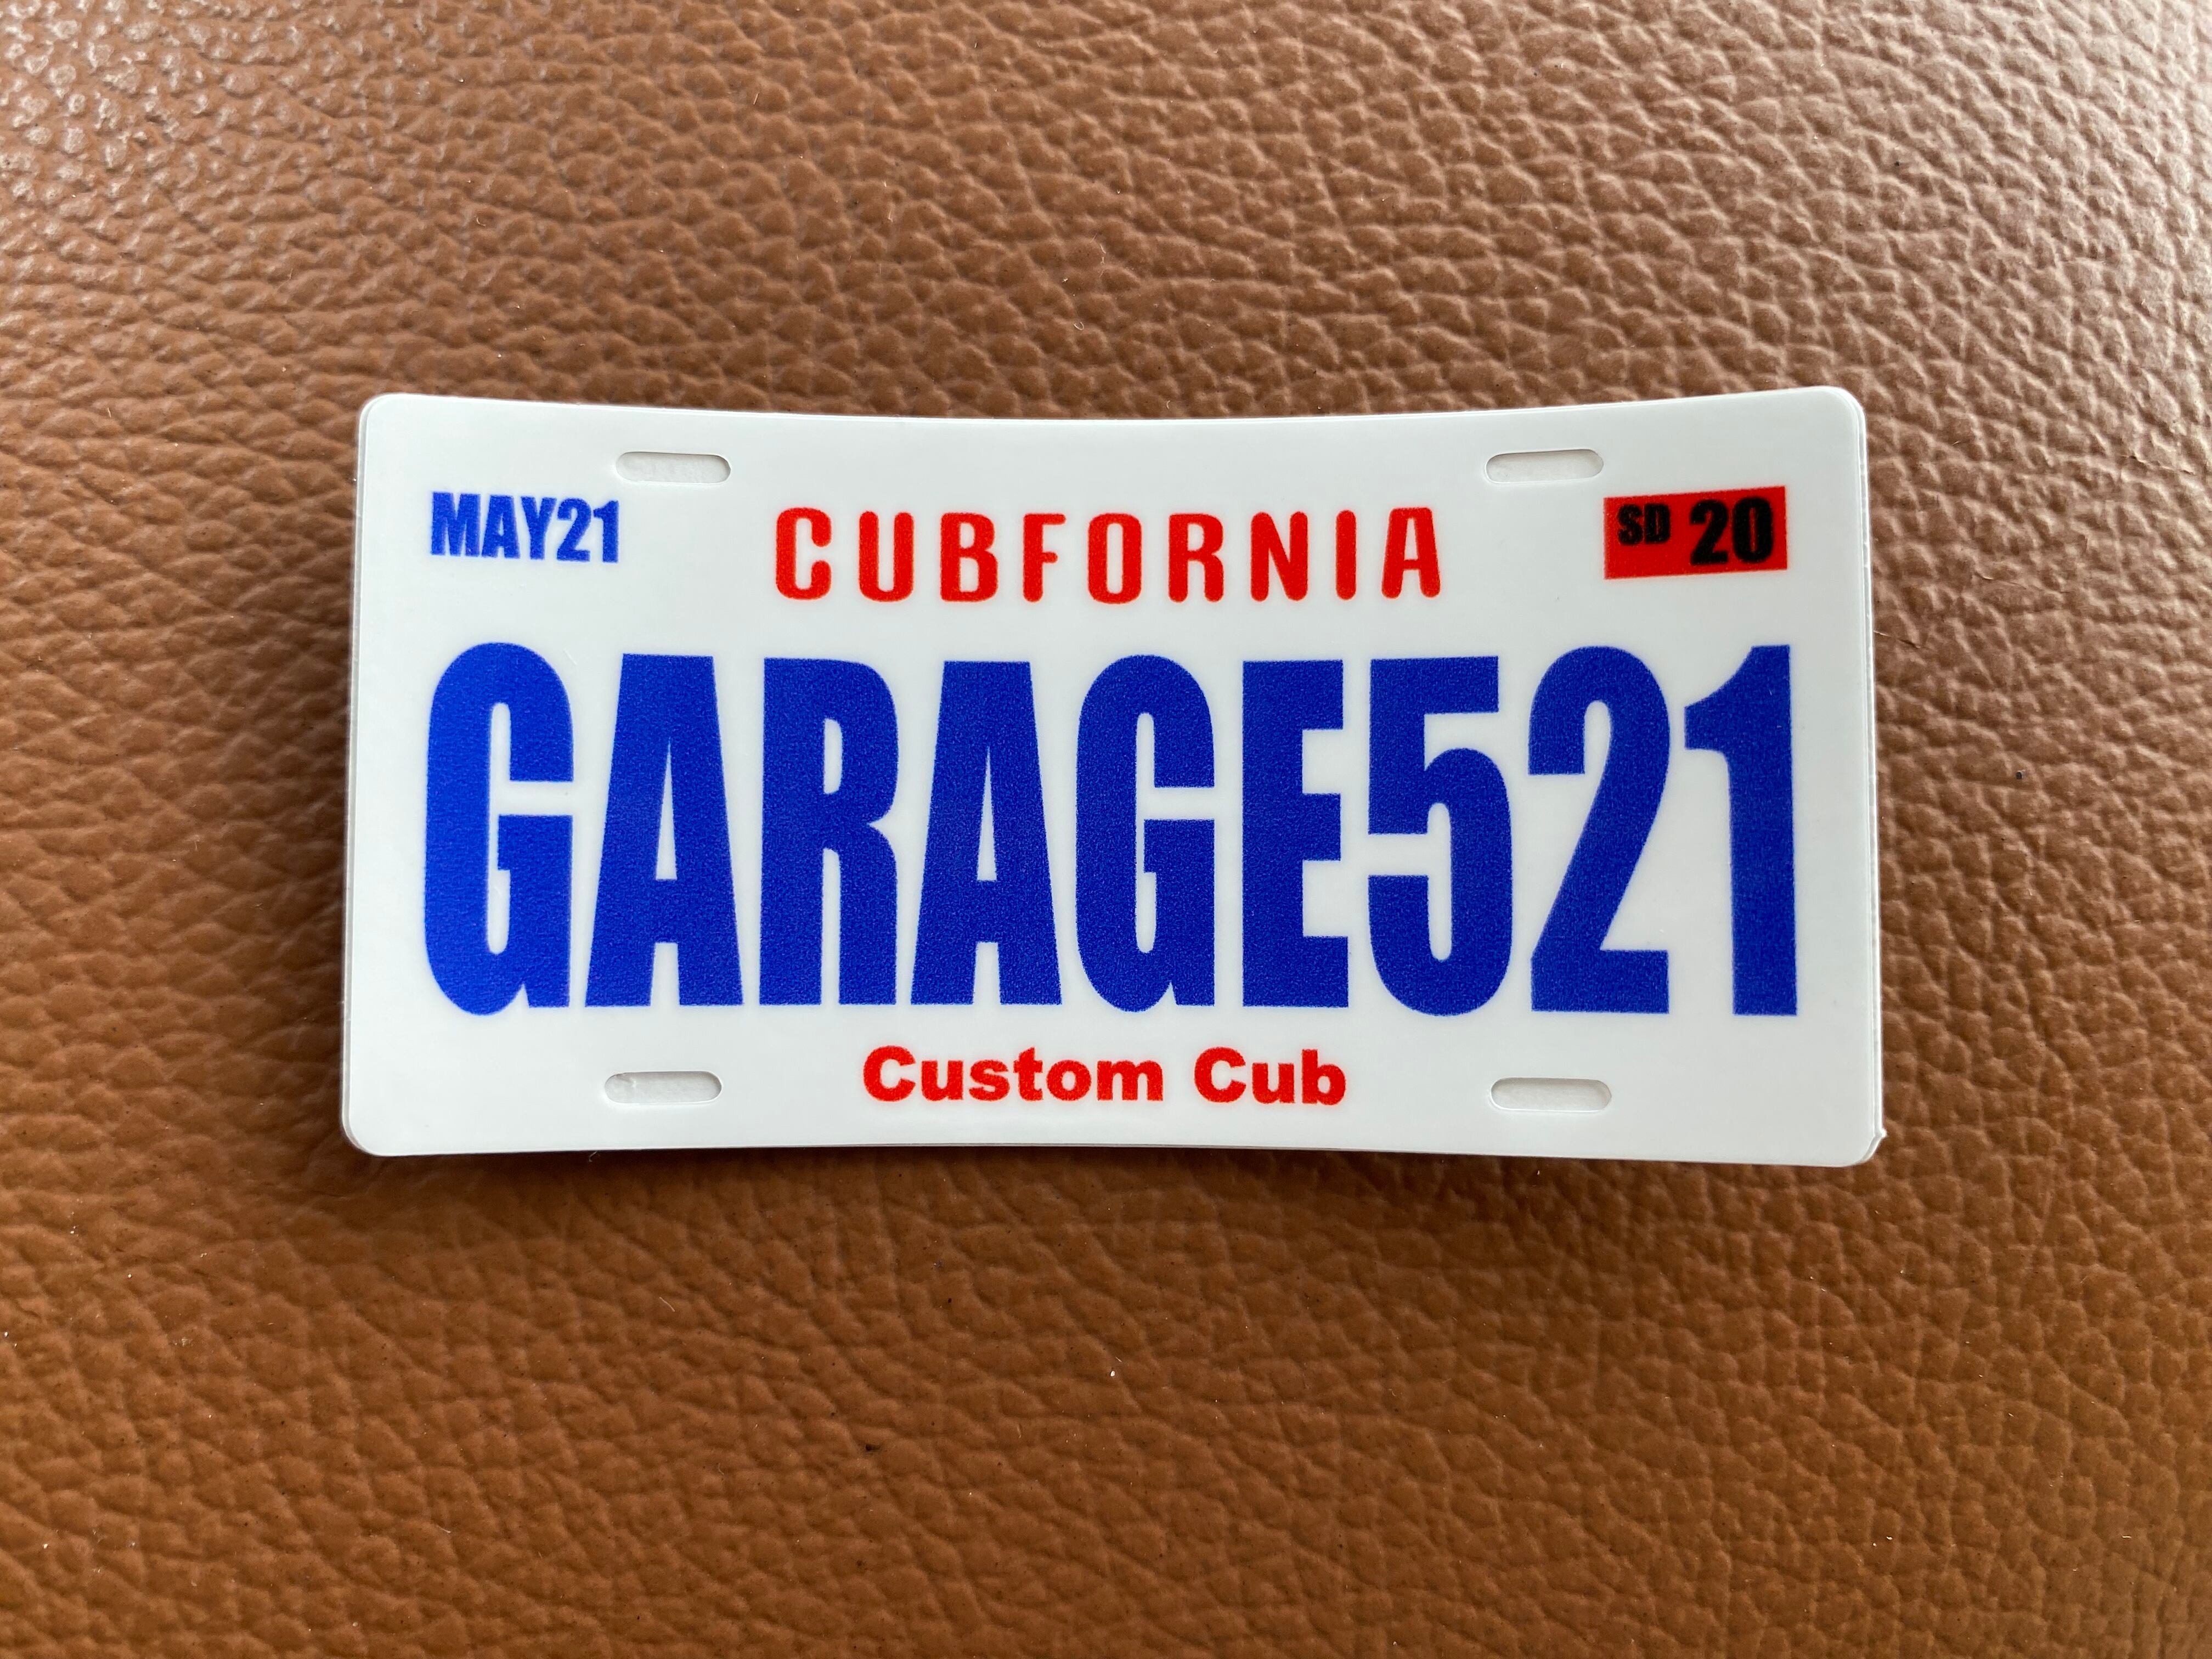 MAY21
CUBFORNIA
SD 20
GARAGE521
Custom Cub